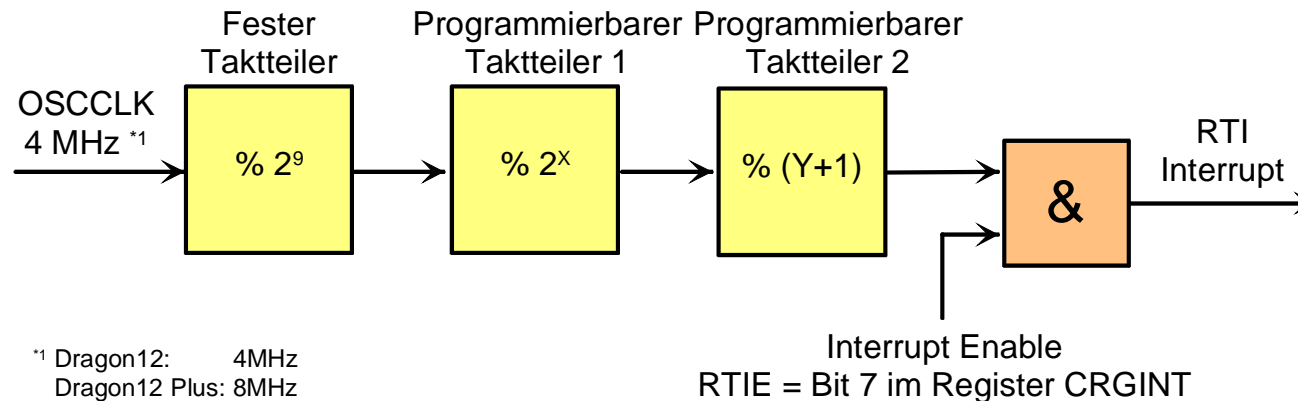 Fester
Taktteiler
Programmierbarer
Taktteiler 1
Programmierbarer
Taktteiler 2
OSCCLK
4 MHz *1
% 2⁹
% 2ˣ
% (Y+1)
&
RTI
Interrupt
Interrupt Enable
RTIE = Bit 7 im Register CRGINT
*1 Dragon12: 4MHz
Dragon12 Plus: 8MHz